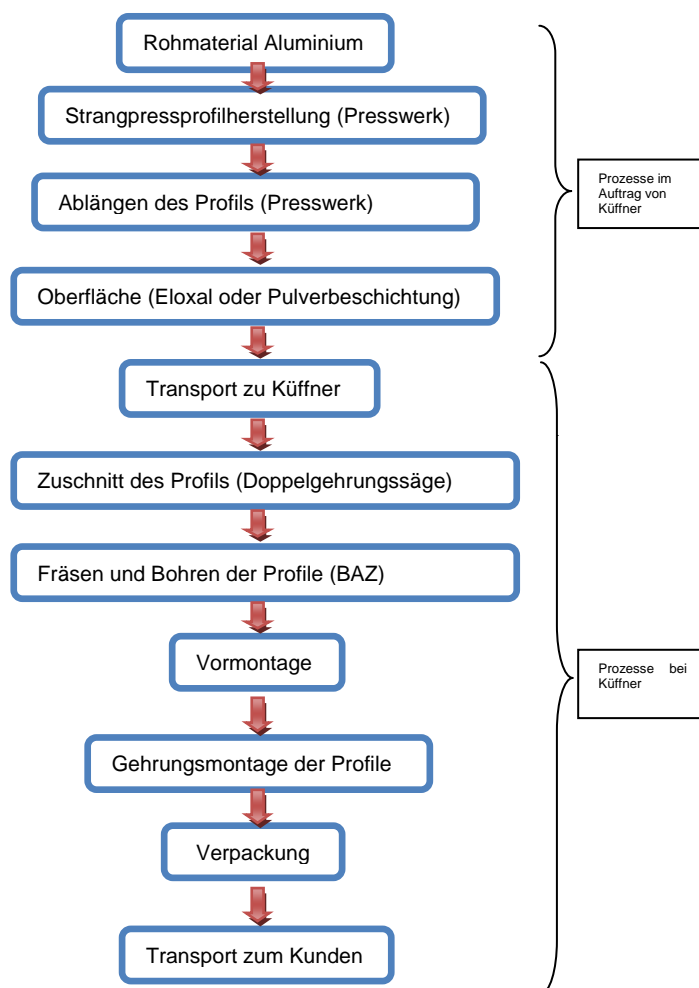 Rohmaterial Aluminium
Strangpressprofilherstellung (Presswerk)
Ablängen des Profils (Presswerk)
Prozesse im
Auftrag von
Küffner
Oberfläche (Eloxal oder Pulverbeschichtung)
Transport zu Küffner
Zuschnitt des Profils (Doppelgehrungssäge)
Fräsen und Bohren der Profile (BAZ)
Vormontage
Prozesse bei
Küffner
Gehrungsmontage der Profile
Verpackung
Transport zum Kunden